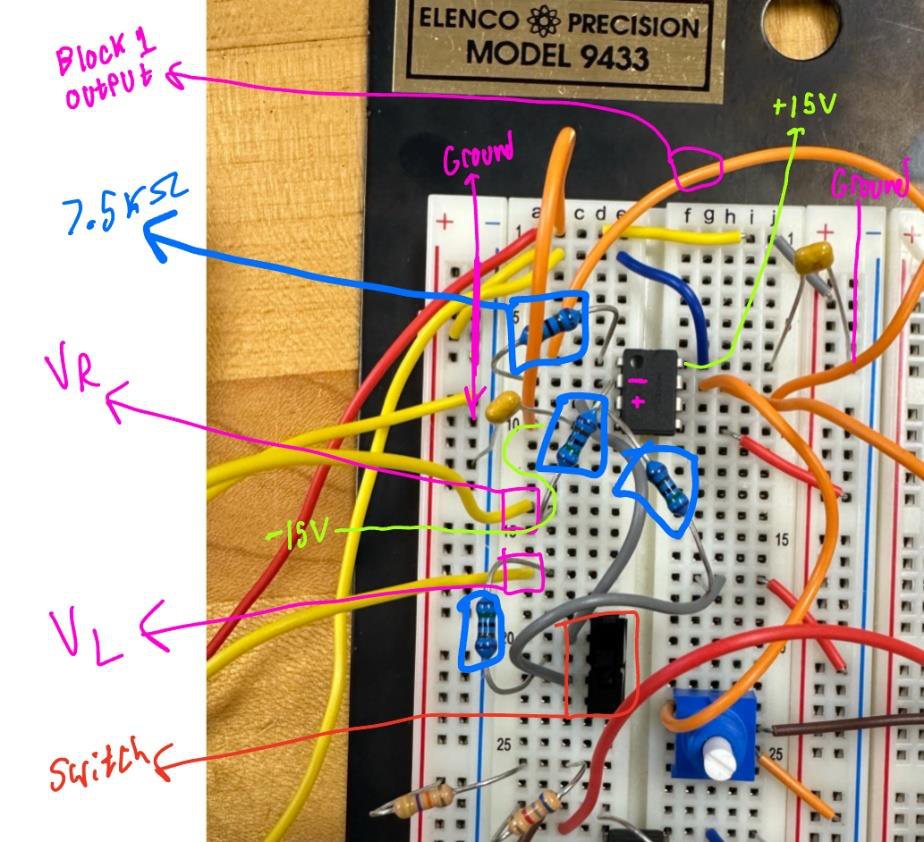 ELENCO PRECISION
MODEL 9433
Block 1
output
+15V
Ground
Ground
7.5kΩ
+ −
a c d e f g h i j
+ −
1
1
5
− 
+
VR
10
-15V
15
15
VL
20
Switch
25
25